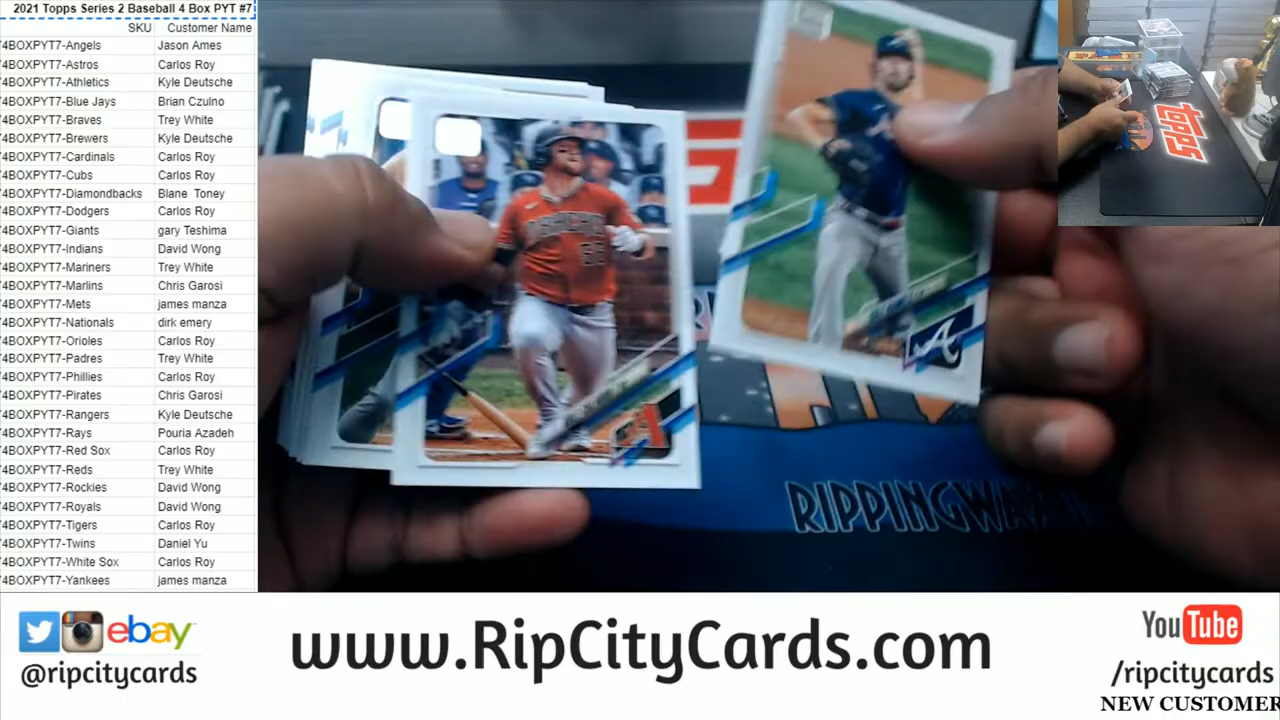 2021 Topps Series 2 Baseball 4 Box PYT #7
SKU Customer Name
4BOXPYT7-Angels Jason Ames
4BOXPYT7-Astros Carlos Roy
4BOXPYT7-Athletics Kyle Deutsche
4BOXPYT7-Blue Jays Brian Czulno
4BOXPYT7-Braves Trey White
4BOXPYT7-Brewers Kyle Deutsche
4BOXPYT7-Cardinals Carlos Roy
4BOXPYT7-Cubs Carlos Roy
4BOXPYT7-Diamondbacks Blane Toney
4BOXPYT7-Dodgers Carlos Roy
4BOXPYT7-Giants gary Teshima
4BOXPYT7-Indians David Wong
4BOXPYT7-Mariners Trey White
4BOXPYT7-Marlins Chris Garosi
4BOXPYT7-Mets james manza
4BOXPYT7-Nationals dirk emery
4BOXPYT7-Orioles Carlos Roy
4BOXPYT7-Padres Trey White
4BOXPYT7-Phillies Carlos Roy
4BOXPYT7-Pirates Chris Garosi
4BOXPYT7-Rangers Kyle Deutsche
4BOXPYT7-Rays Pouria Azadeh
4BOXPYT7-Red Sox Carlos Roy
4BOXPYT7-Reds Trey White
4BOXPYT7-Rockies David Wong
4BOXPYT7-Royals David Wong
4BOXPYT7-Tigers Carlos Roy
4BOXPYT7-Twins Daniel Yu
4BOXPYT7-White Sox Carlos Roy
4BOXPYT7-Yankees james manza
topps
A
RIPPINGWAX
ebay
@ripcitycards
www.RipCityCards.com
YouTube
/ripcitycards
NEW CUSTOMER